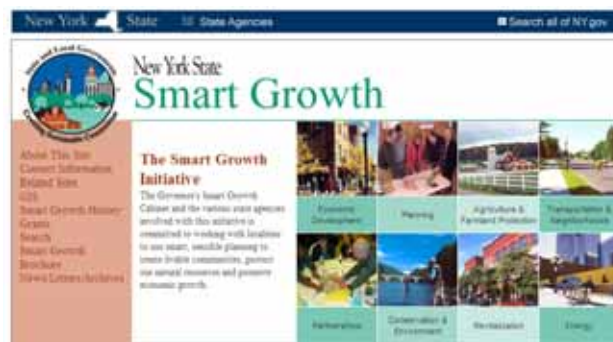 New York State
State Agencies
Search all of NY.gov
State and Local Governments
New York State
Smart Growth
About This Site
Contact Information
Related Sites
GIS
Smart Growth History
Grants
Search
Smart Growth
Brochure
News Letters/Archives
The Smart Growth
Initiative
The Governor's Smart Growth
Cabinet and the various state agencies
involved with this initiative is
committed to working with localities
to use smart, sensible planning to
create livable communities, protect
our natural resources and promote
economic growth.
Economic
Development
Planning
Agriculture &
Farmland Protection
Transportation &
Neighborhoods
Partnerships
Conservation &
Environment
Revitalization
Energy